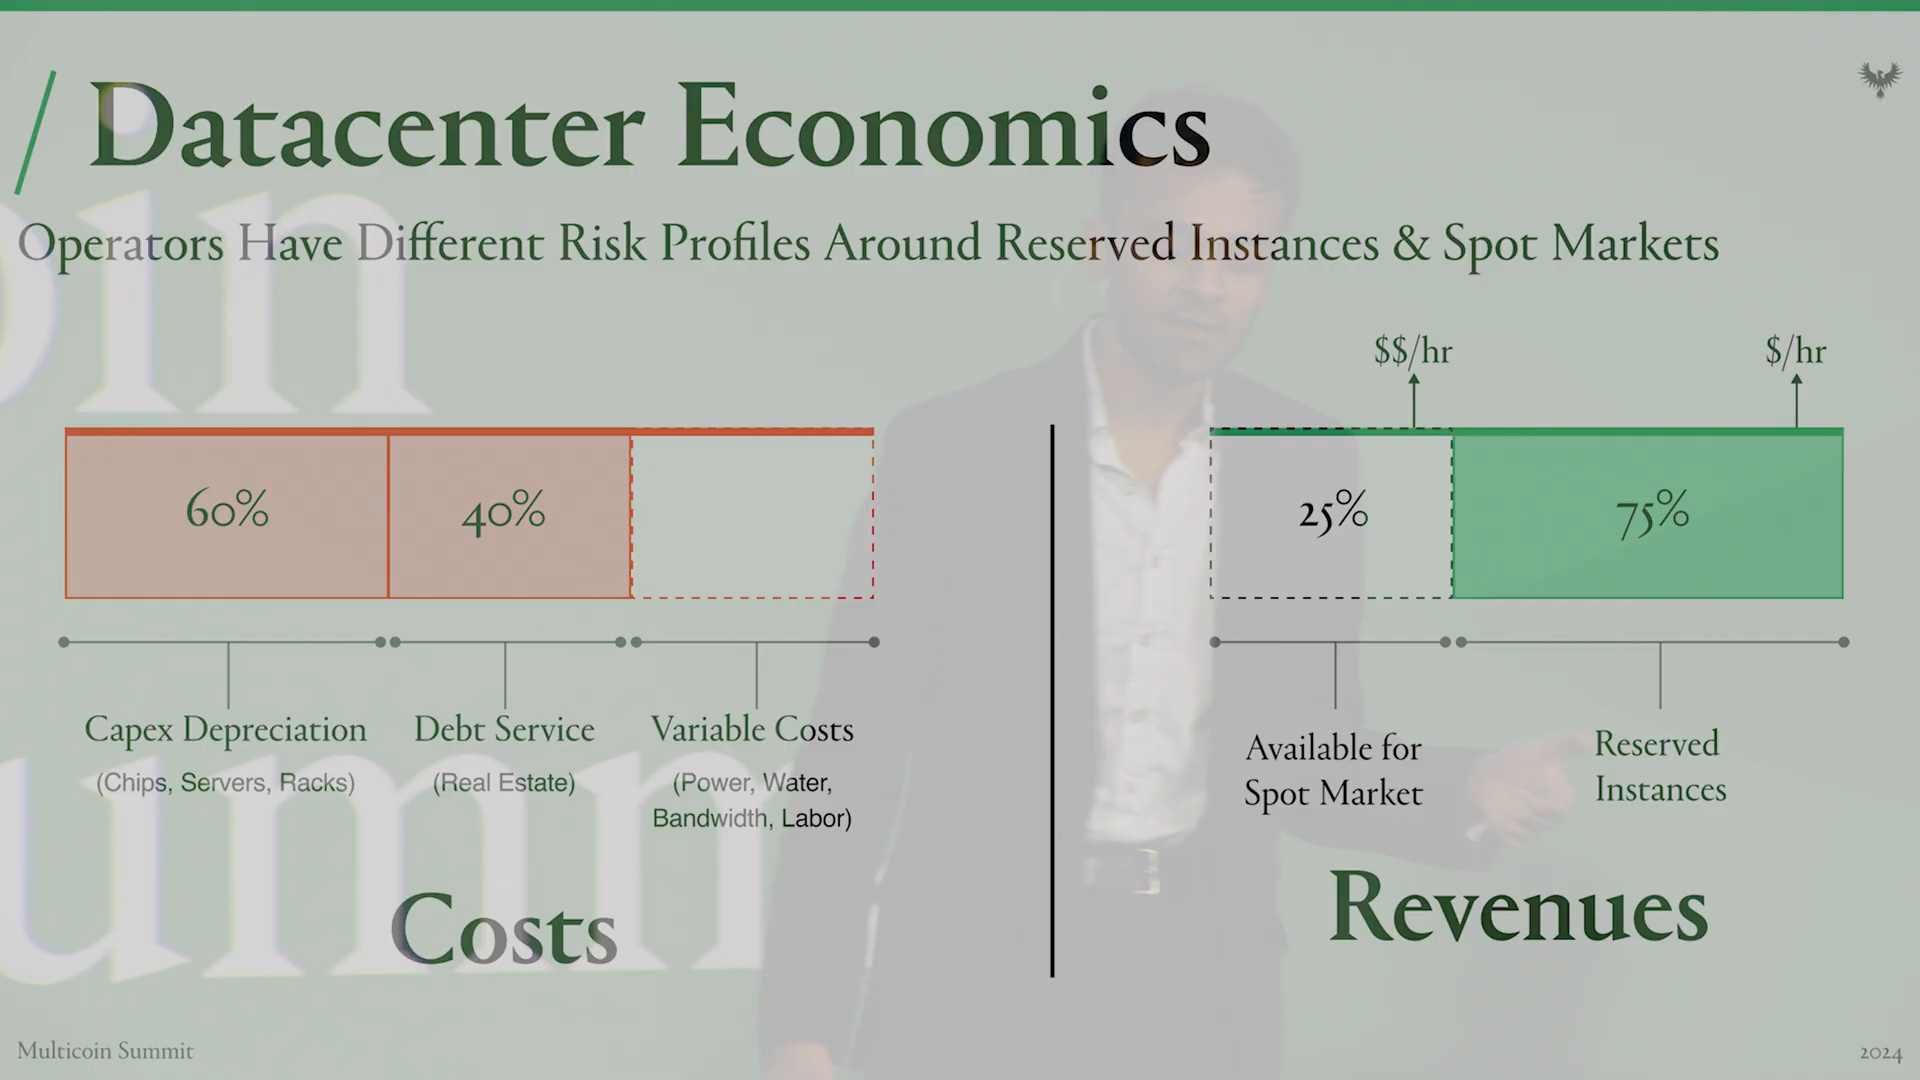 / Datacenter Economics
Operators Have Different Risk Profiles Around Reserved Instances & Spot Markets
$$/hr
$/hr
60%
40%
25%
75%
Capex Depreciation
(Chips, Servers, Racks)
Debt Service
(Real Estate)
Variable Costs
(Power, Water,
Bandwidth, Labor)
Available for
Spot Market
Reserved
Instances
Costs
Revenues
Multicoin Summit
2024
oin
umm